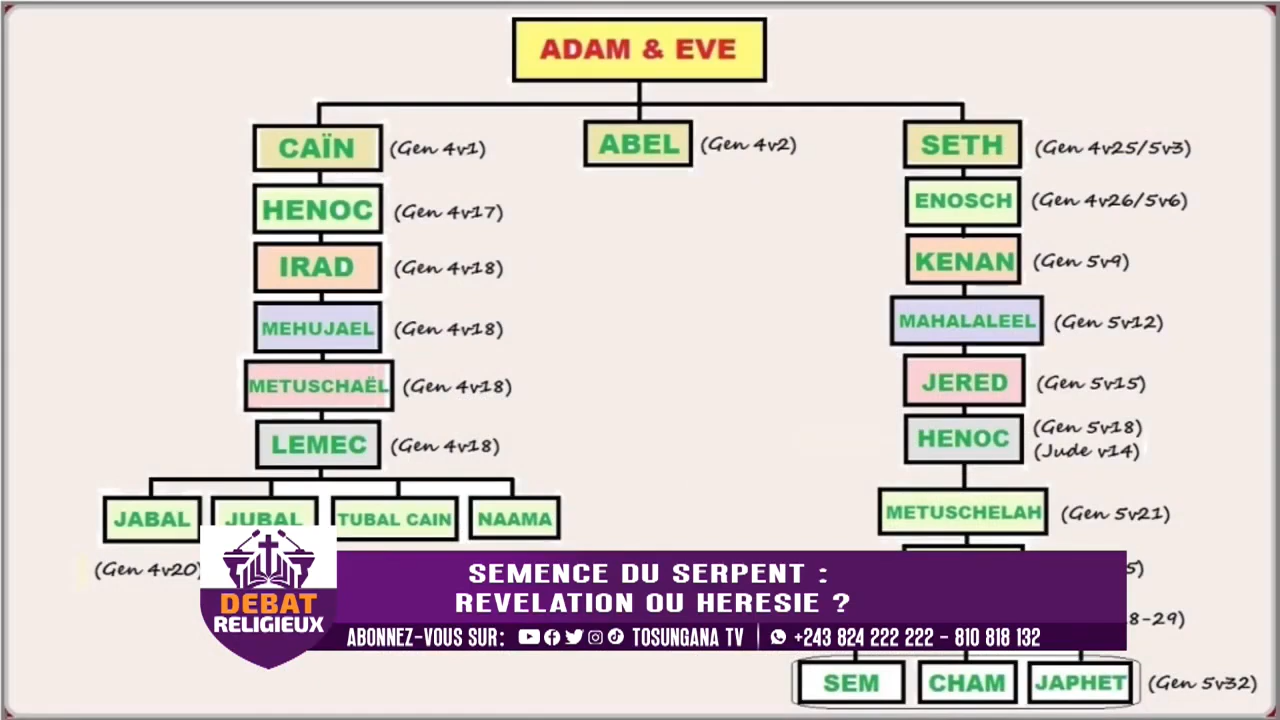 ADAM & EVE
CAÏN (Gen 4v1)
ABEL (Gen 4v2)
SETH (Gen 4v25/5v3)
HENOC (Gen 4v17)
ENOSCH (Gen 4v26/5v6)
IRAD (Gen 4v18)
KENAN (Gen 5v9)
MEHUJAEL (Gen 4v18)
MAHALALEEL (Gen 5v12)
METUSCHAËL (Gen 4v18)
JERED (Gen 5v15)
LEMEC (Gen 4v18)
HENOC (Gen 5v18)
(Jude v14)
JABAL JUBAL TUBAL CAIN NAAMA
METUSCHELAH (Gen 5v21)
(Gen 4v20)
5)
8-29)
SEMENCE DU SERPENT :
REVELATION OU HERESIE ?
DEBAT
RELIGIEUX
ABONNEZ-VOUS SUR: TOSUNGANA TV +243 824 222 222 - 810 818 132
SEM CHAM JAPHET (Gen 5v32)